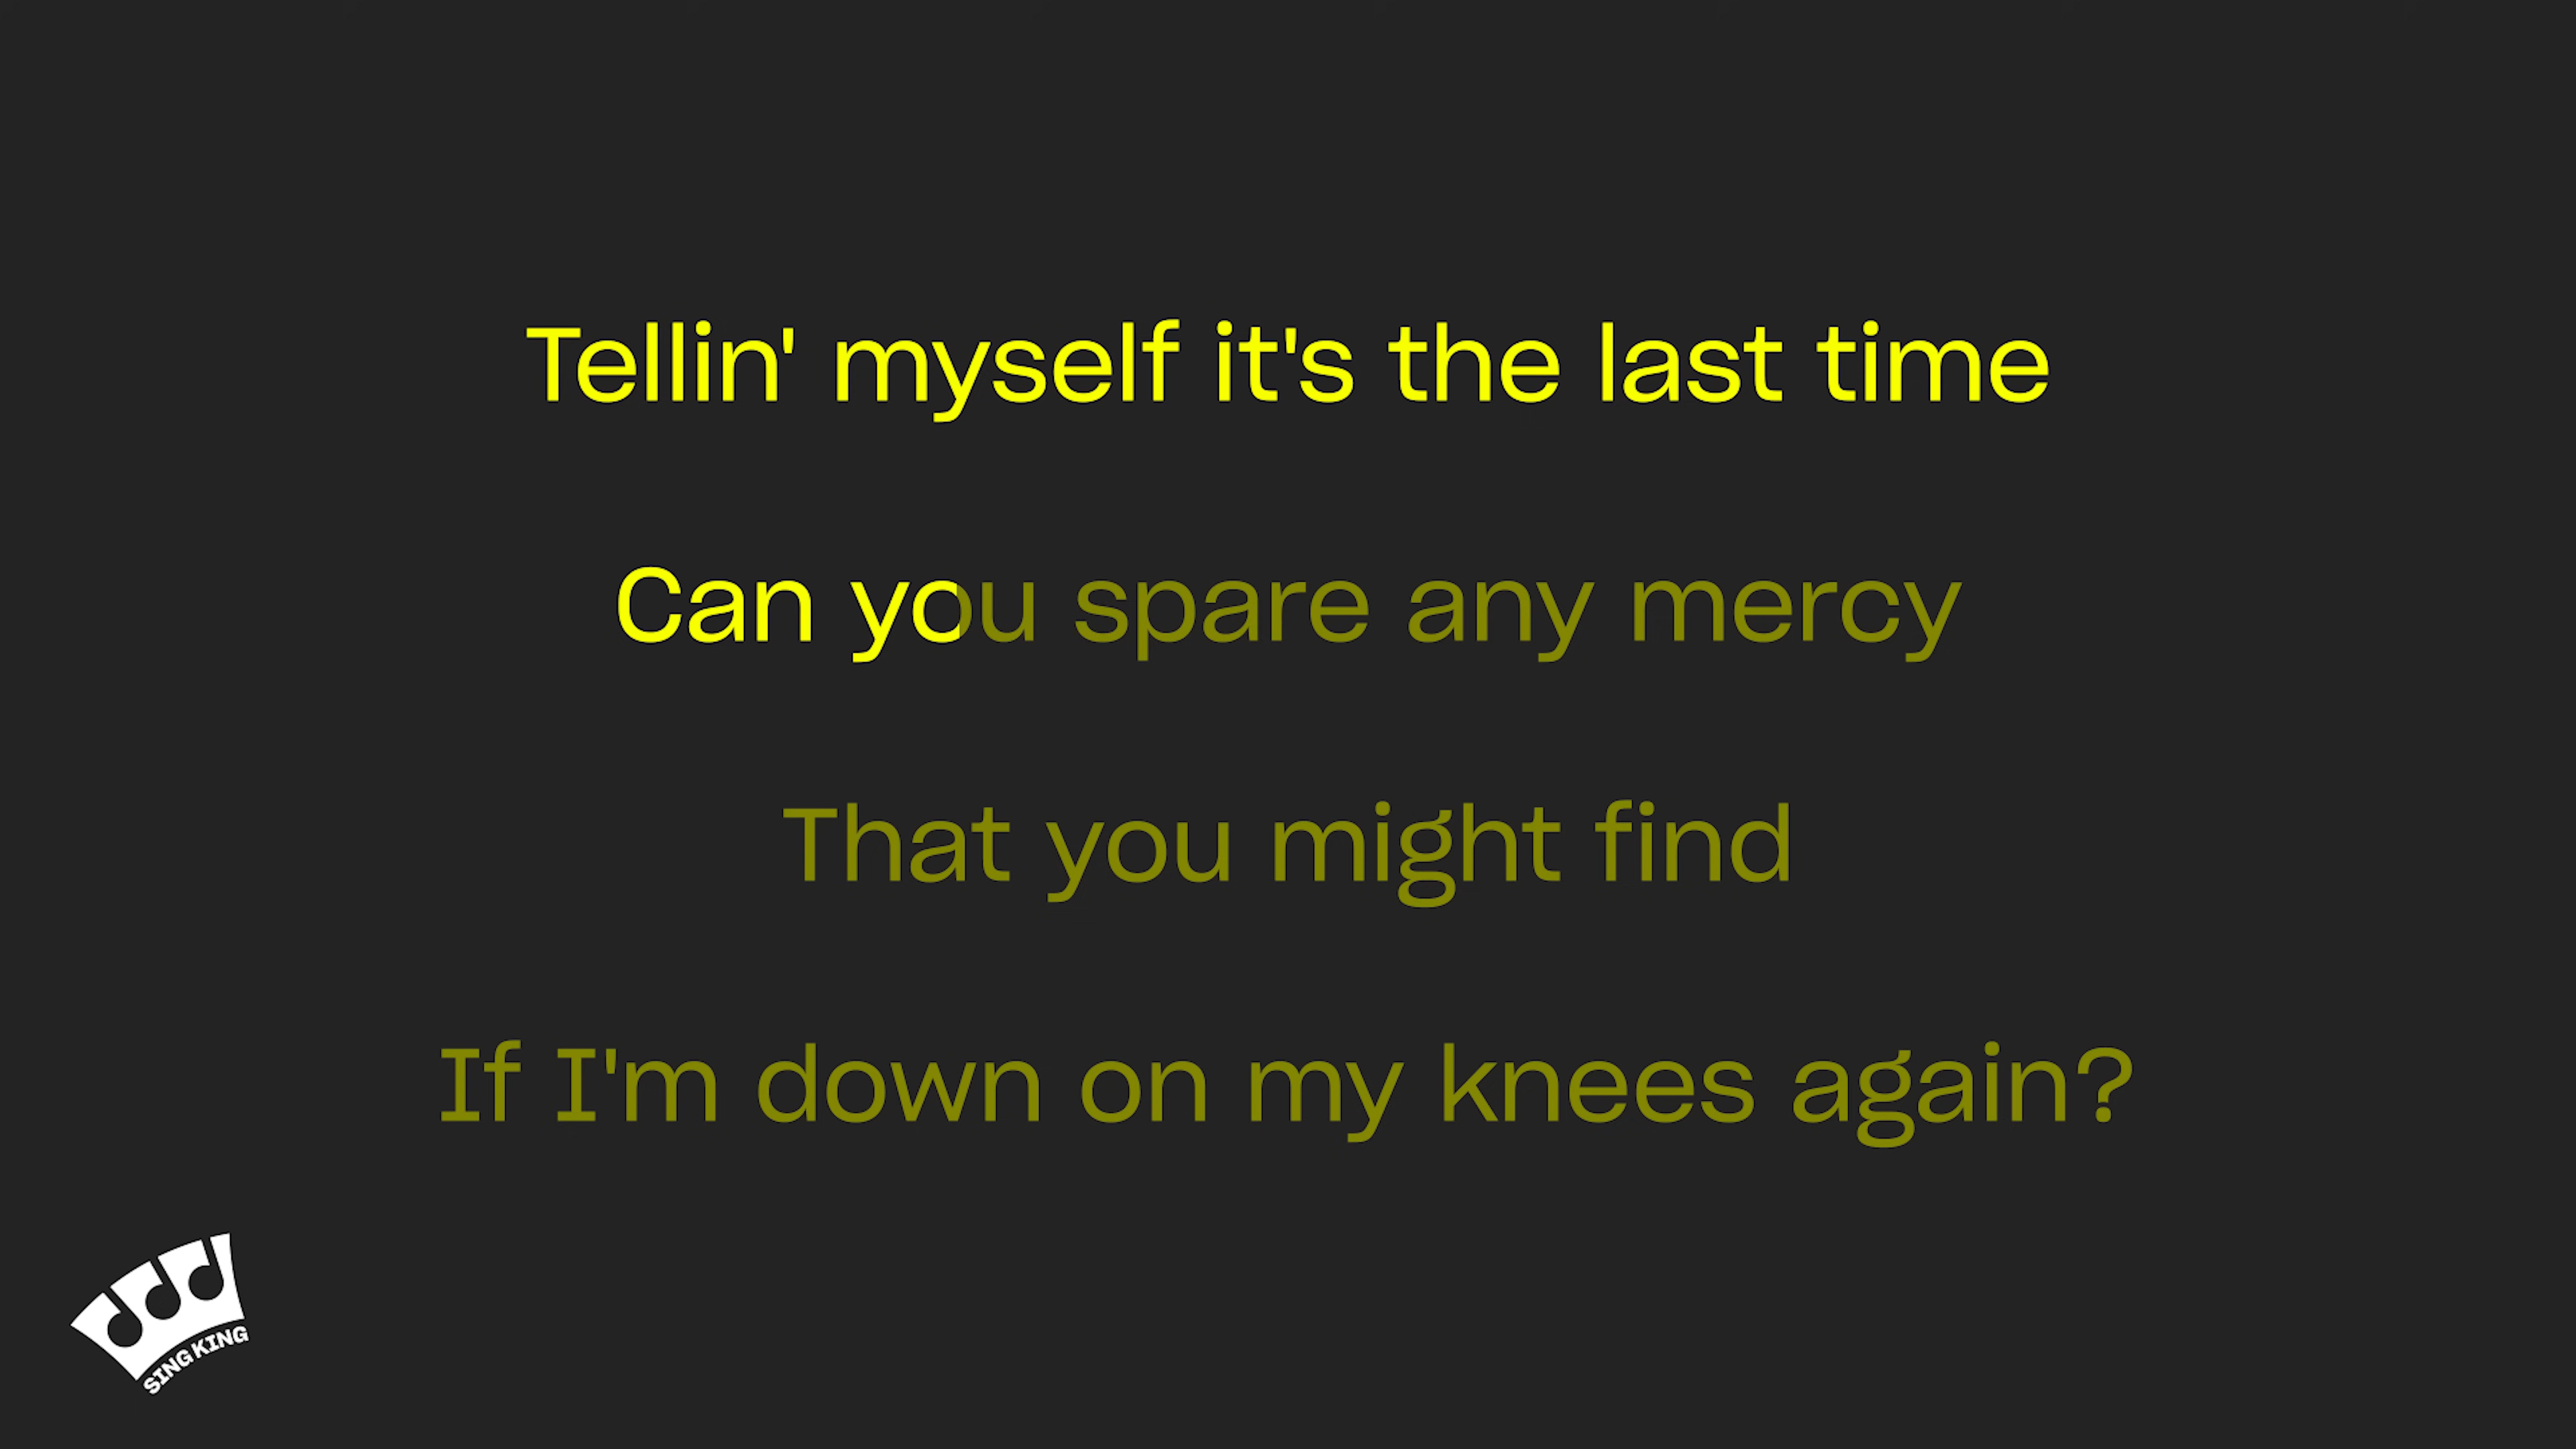 Tellin' myself it's the last time
Can you spare any mercy
That you might find
If I'm down on my knees again?
SING KING